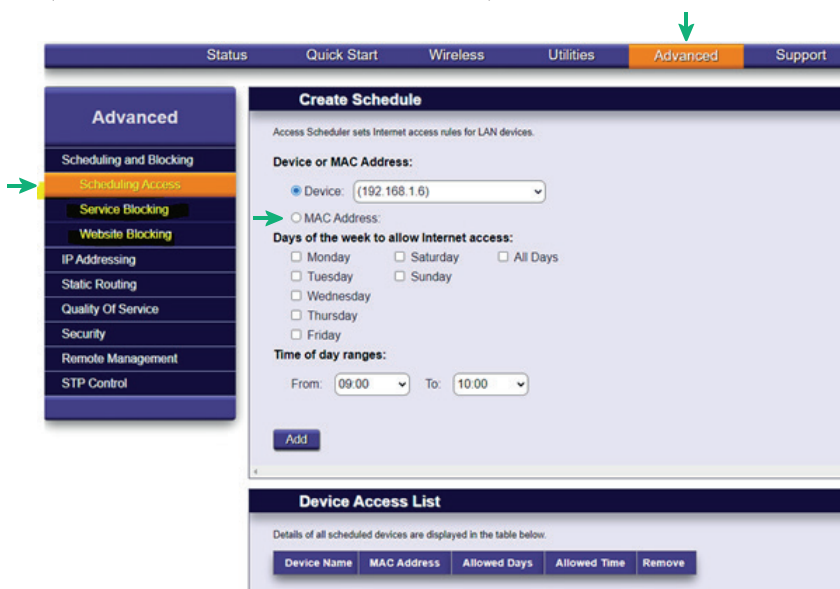 Status Quick Start Wireless Utilities Advanced Support
Advanced
Scheduling and Blocking
Scheduling Access
Service Blocking
Website Blocking
IP Addressing
Static Routing
Quality Of Service
Security
Remote Management
STP Control
Create Schedule
Access Scheduler sets Internet access rules for LAN devices.
Device or MAC Address:
Device: (192.168.1.6)
MAC Address:
Days of the week to allow Internet access:
Monday Saturday All Days
Tuesday Sunday
Wednesday
Thursday
Friday
Time of day ranges:
From: 09:00 To: 10:00
Add
Device Access List
Details of all scheduled devices are displayed in the table below.
Device Name MAC Address Allowed Days Allowed Time Remove